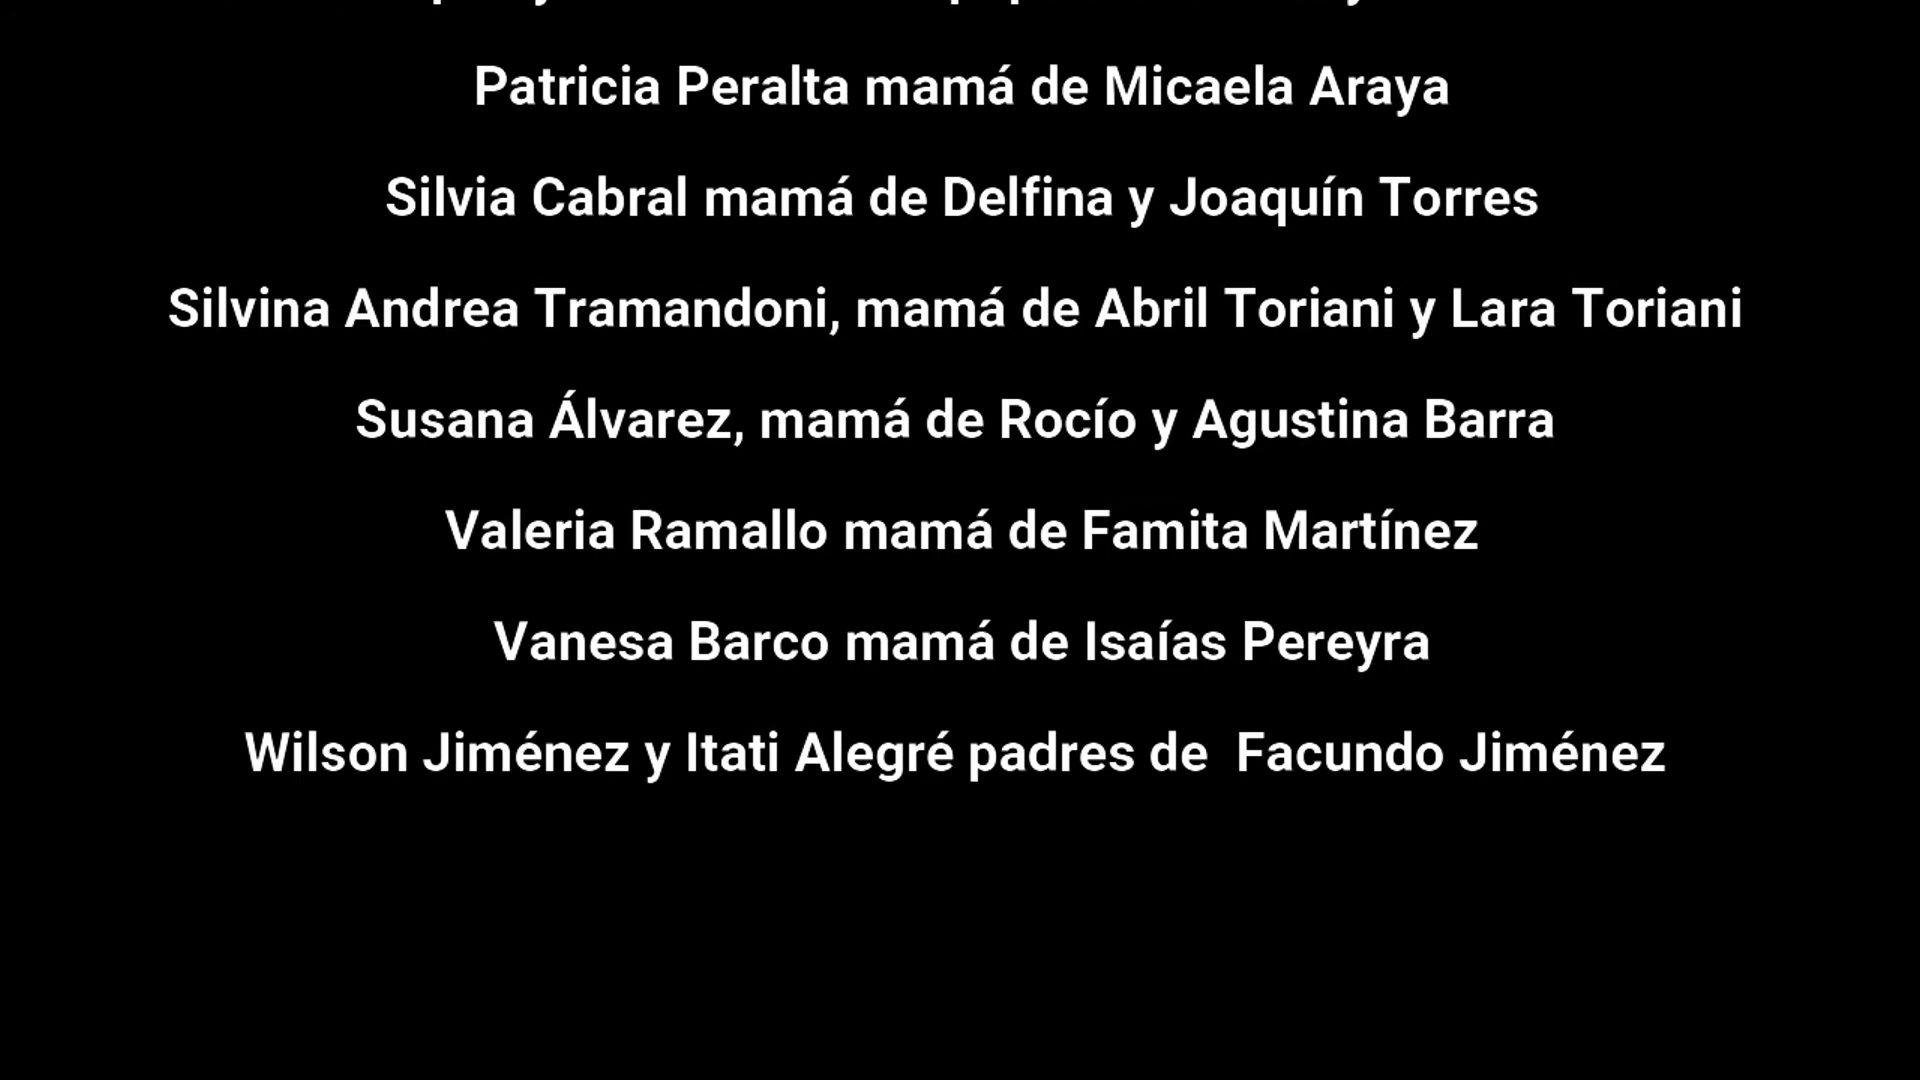 Patricia Peralta mamá de Micaela Araya
Silvia Cabral mamá de Delfina y Joaquín Torres
Silvina Andrea Tramandoni, mamá de Abril Toriani y Lara Toriani
Susana Álvarez, mamá de Rocío y Agustina Barra
Valeria Ramallo mamá de Famita Martínez
Vanesa Barco mamá de Isaías Pereyra
Wilson Jiménez y Itati Alegré padres de  Facundo Jiménez